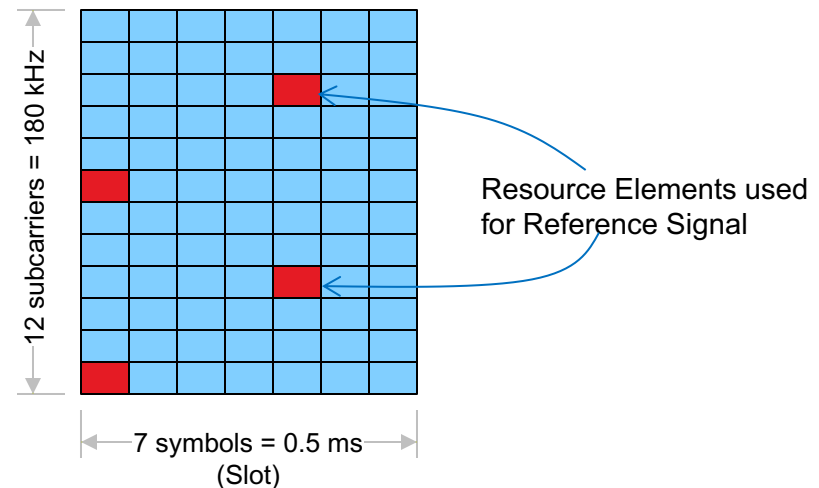 12 subcarriers = 180 kHz
Resource Elements used
for Reference Signal
7 symbols = 0.5 ms
(Slot)